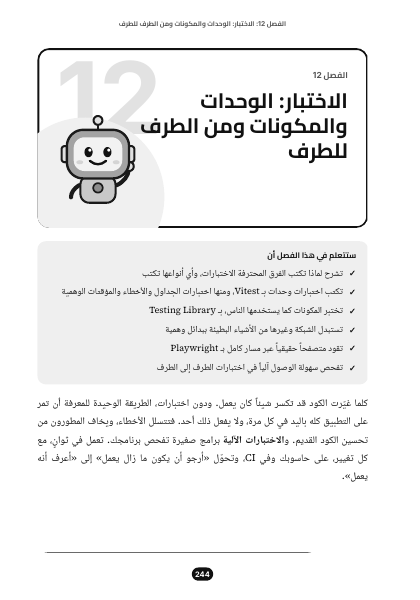 الفصل 12: الاختبار: الوحدات والمكونات ومن الطرف للطرف
12
الفصل 12
الاختبار: الوحدات
والمكونات ومن الطرف
للطرف
ستتعلم في هذا الفصل أن
✓ تشرح لماذا تكتب الفرق المحترفة الاختبارات، وأي أنواعها تكتب
✓ تكتب اختبارات وحدات بـ Vitest، ومنها اختبارات الجداول والأخطاء والمؤقتات الوهمية
✓ تختبر المكونات كما يستخدمها الناس، بـ Testing Library
✓ تستبدل الشبكة وغيرها من الأشياء البطيئة ببدائل وهمية
✓ تقود متصفحاً حقيقياً عبر مسار كامل بـ Playwright
✓ تفحص سهولة الوصول آلياً في اختبارات الطرف إلى الطرف
كلما غيّرت الكود قد تكسر شيئاً كان يعمل. ودون اختبارات، الطريقة الوحيدة للمعرفة أن تمر
على التطبيق كله باليد في كل مرة، ولا يفعل ذلك أحد. فتتسلل الأخطاء، ويخاف المطورون من
تحسين الكود القديم. والاختبارات الآلية برامج صغيرة تفحص برنامجك. تعمل في ثوانٍ، مع
كل تغيير، على حاسوبك وفي CI، وتحوّل «أرجو أن يكون ما زال يعمل» إلى «أعرف أنه
يعمل».
244